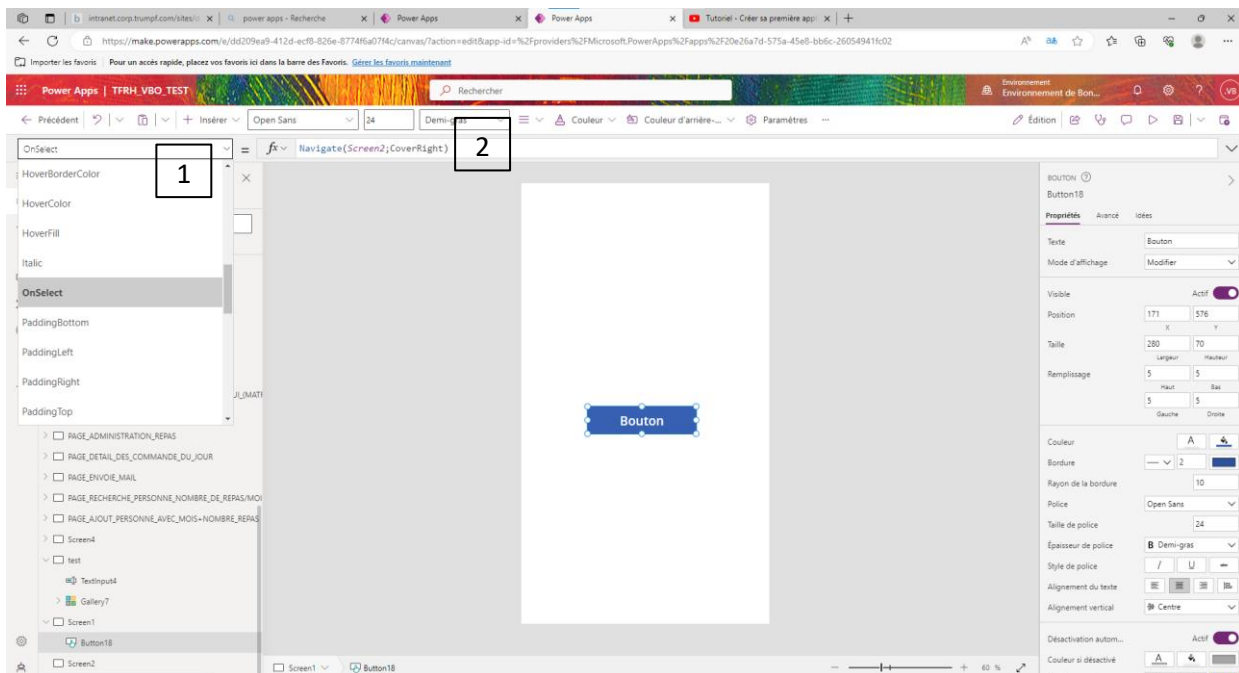 intranet.corp.trumpf.com/sites/
power apps - Recherche
Power Apps
Power Apps
Tutoriel - Créer sa première appl
https://make.powerapps.com/e/dd209ea9-412d-ecf8-826e-8774f6a07f4c/canvas/?action=edit&app-id=%2Fproviders%2FMicrosoft.PowerApps%2Fapps%2F20e26a7d-575a-45e8-bb6c-26054941fc02
Importer les favoris Pour un accès rapide, placez vos favoris ici dans la barre des Favoris. Gérer les favoris maintenant
Power Apps | TFRH_VBO_TEST
Rechercher
Environnement
Environnement de Bon...
VB
Précédent
Insérer
Open Sans
24
Demi-gras
Couleur
Couleur d'arrière-...
Paramètres
Édition
OnSelect
= fx Navigate(Screen2;CoverRight)
1
2
HoverBorderColor
HoverColor
HoverFill
Italic
OnSelect
PaddingBottom
PaddingLeft
PaddingRight
PaddingTop
PAGE_ADMINISTRATION_REPAS
PAGE_DETAIL_DES_COMMANDE_DU_JOUR
PAGE_ENVOIE_MAIL
PAGE_RECHERCHE_PERSONNE_NOMBRE_DE_REPAS/MOI
PAGE_AJOUT_PERSONNE_AVEC_MOIS+NOMBRE_REPAS
Screen4
test
TextInput4
Gallery7
Screen1
Button18
Screen2
Bouton
Screen1
Button18
60 %
BOUTON
Button18
Propriétés Avancé Idées
Texte Bouton
Mode d'affichage Modifier
Visible Actif
Position 171 576
X Y
Taille 280 70
Largeur Hauteur
Remplissage 5 5
Haut Bas
5 5
Gauche Droite
Couleur
Bordure 2
Rayon de la bordure 10
Police Open Sans
Taille de police 24
Épaisseur de police B Demi-gras
Style de police / U abc
Alignement du texte
Alignement vertical Centre
Désactivation autom... Actif
Couleur si désactivé A